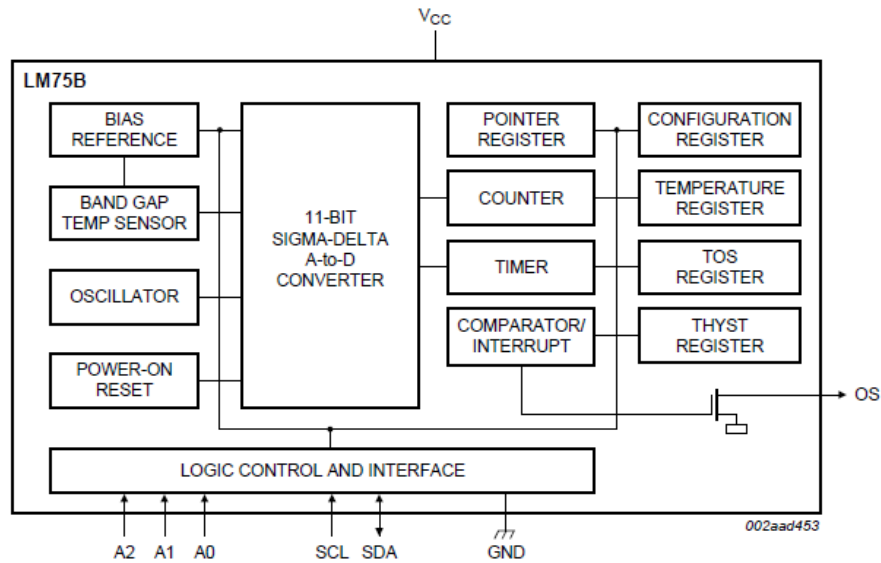 VCC
LM75B
BIAS
REFERENCE
BAND GAP
TEMP SENSOR
OSCILLATOR
POWER-ON
RESET
11-BIT
SIGMA-DELTA
A-to-D
CONVERTER
POINTER
REGISTER
CONFIGURATION
REGISTER
COUNTER
TEMPERATURE
REGISTER
TIMER
TOS
REGISTER
COMPARATOR/
INTERRUPT
THYST
REGISTER
OS
LOGIC CONTROL AND INTERFACE
002aad453
A2 A1 A0 SCL SDA GND